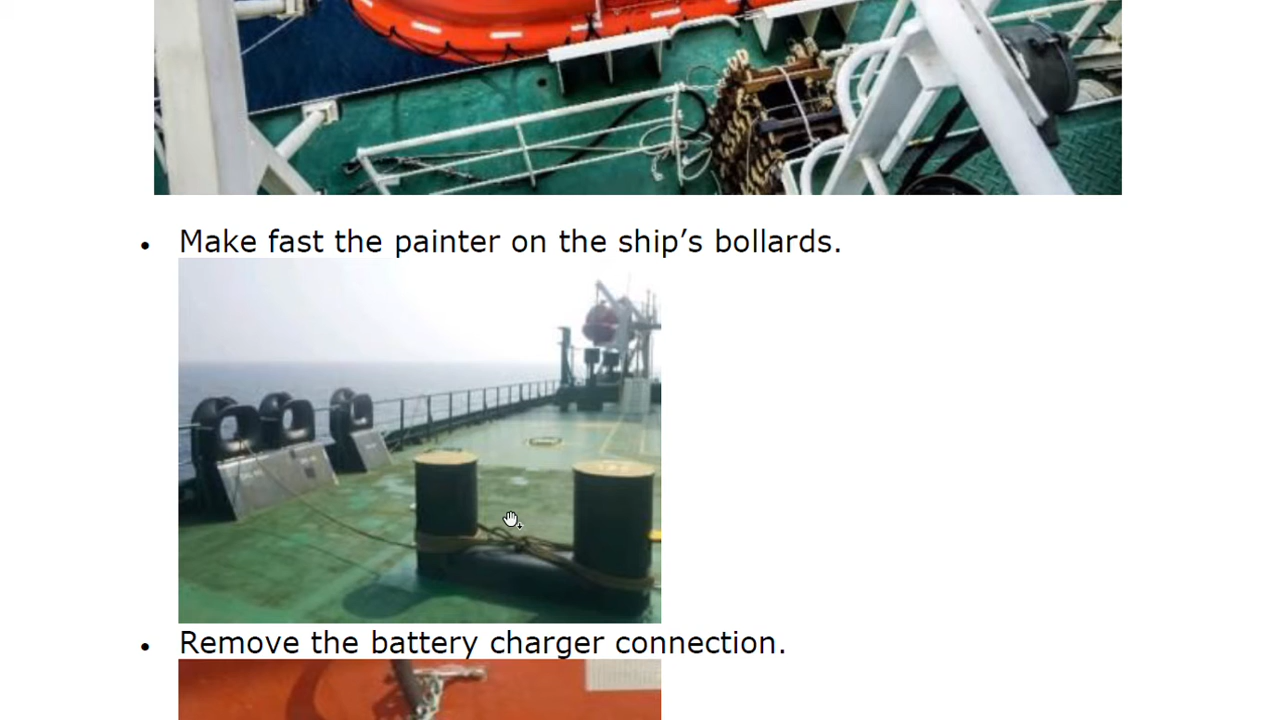 • Make fast the painter on the ship’s bollards.
• Remove the battery charger connection.